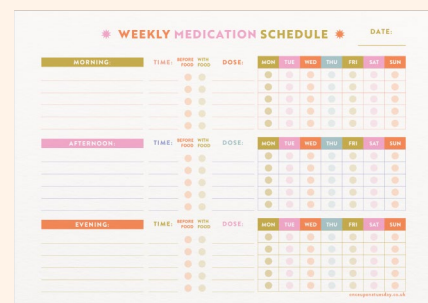 WEEKLY MEDICATION SCHEDULE
DATE:
MORNING TIME: BEFORE FOOD WITH FOOD DOSE: MON TUE WED THU FRI SAT SUN
AFTERNOON: TIME: BEFORE FOOD WITH FOOD DOSE: MON TUE WED THU FRI SAT SUN
EVENING: TIME: BEFORE FOOD WITH FOOD DOSE: MON TUE WED THU FRI SAT SUN